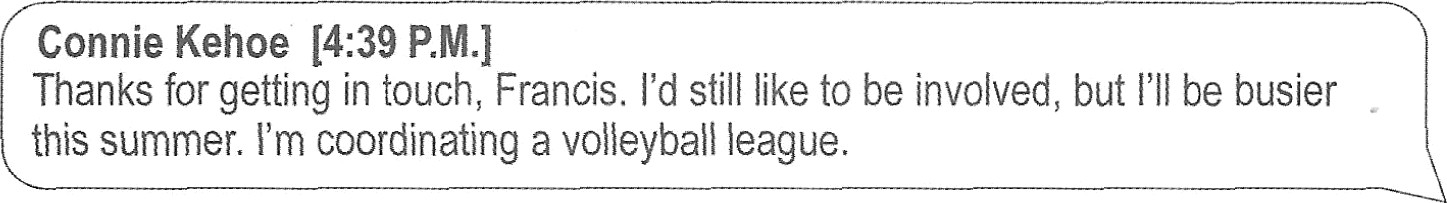 Connie Kehoe [4:39 P.M.]
Thanks for getting in touch, Francis. I'd still like to be involved, but I'll be busier
this summer. I'm coordinating a volleyball league.